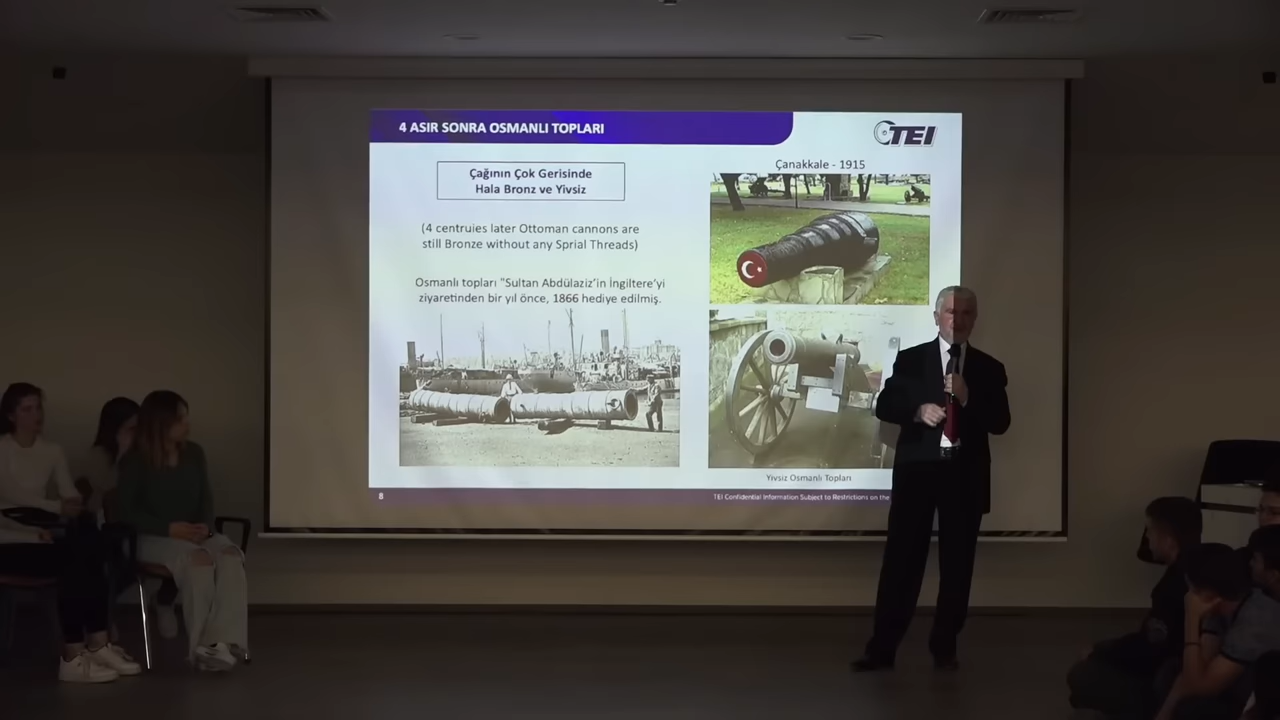 4 ASIR SONRA OSMANLI TOPLARI
TEI
Çağının Çok Gerisinde
Hala Bronz ve Yivsiz
(4 centruies later Ottoman cannons are
still Bronze without any Sprial Threads)
Osmanlı topları "Sultan Abdülaziz'in İngiltere'yi
ziyaretinden bir yıl önce, 1866 hediye edilmiş.
Çanakkale - 1915
Yivsiz Osmanlı Topları
8
TEI Confidential Information Subject to Restrictions on the